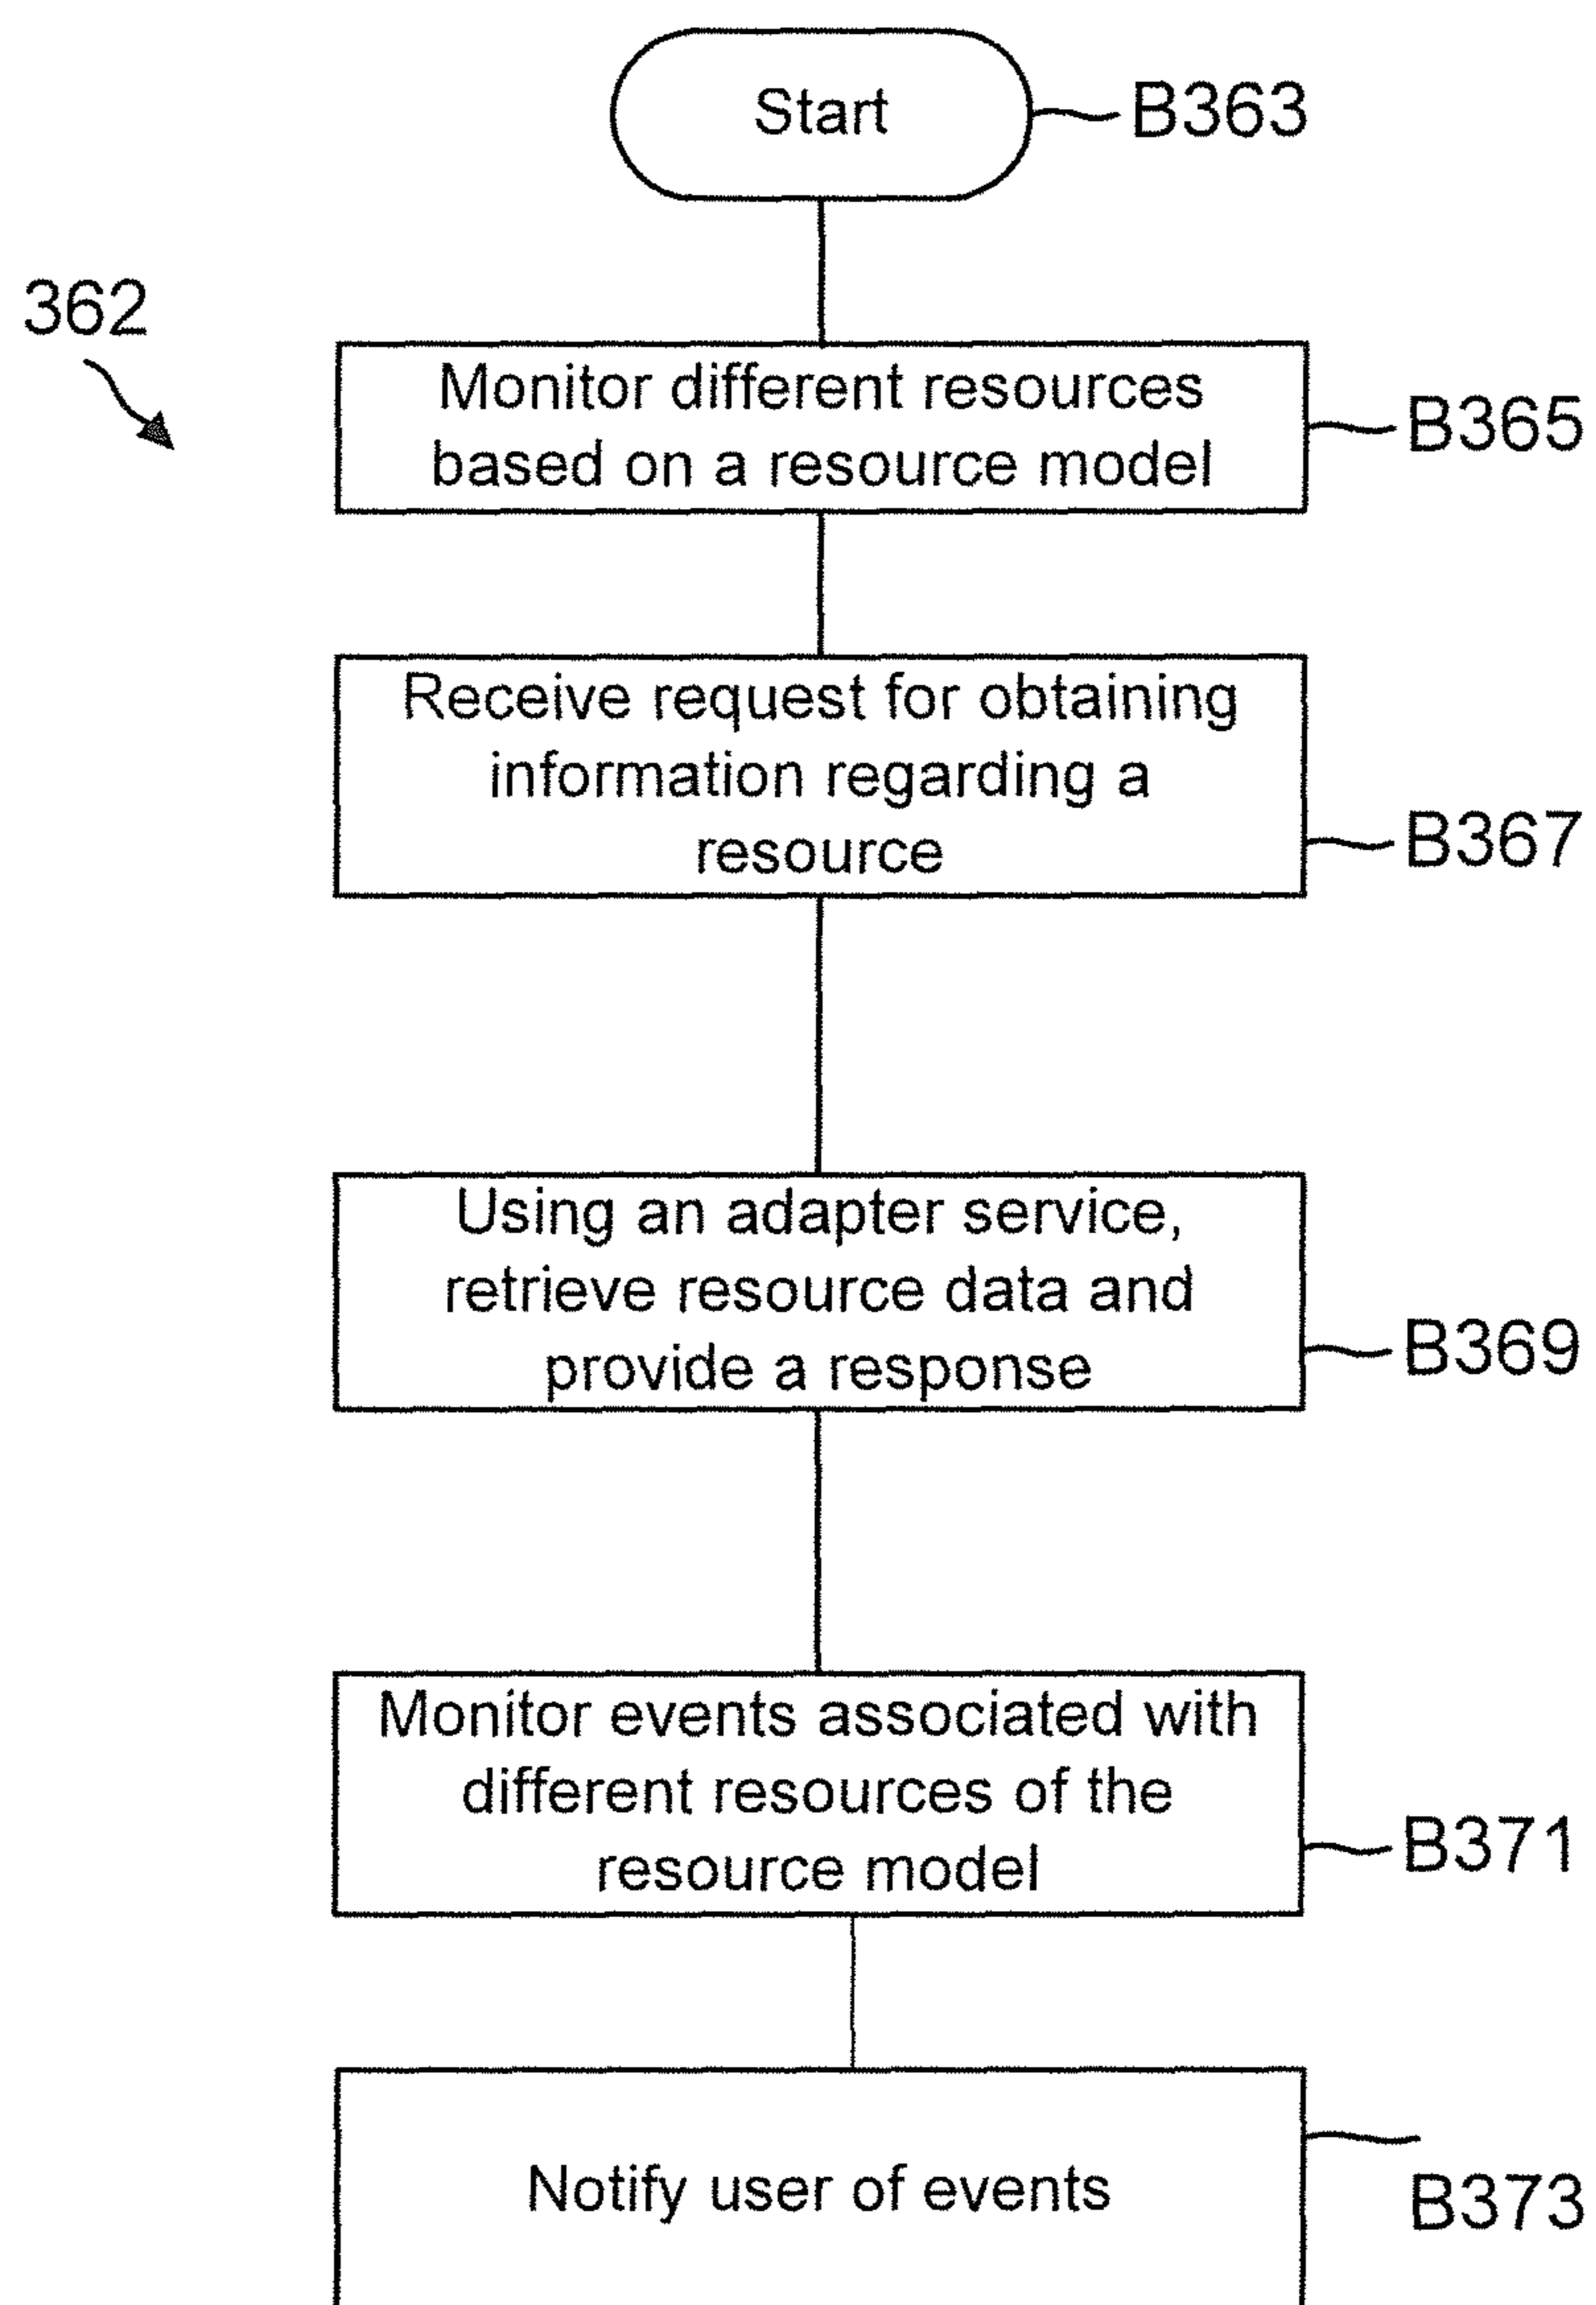 Start
B363
362
Monitor different resources
based on a resource model
B365
Receive request for obtaining
information regarding a
resource
B367
Using an adapter service,
retrieve resource data and
provide a response
B369
Monitor events associated with
different resources of the
resource model
B371
Notify user of events
B373